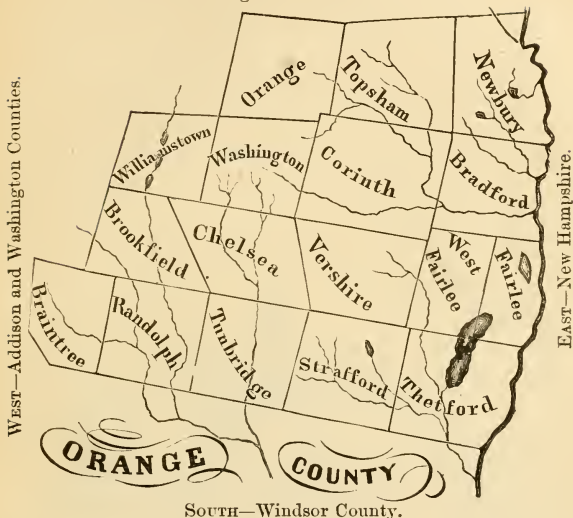 Orange
Topsham
Newbury
Williamstown
Washington
Corinth
Bradford
Brookfield
Chelsea
Vershire
West
Fairlee
Fairlee
Braintree
Randolph
Tunbridge
Strafford
Thetford
WEST—Addison and Washington Counties.
EAST—New Hampshire.
ORANGE
COUNTY
SOUTH—Windsor County.